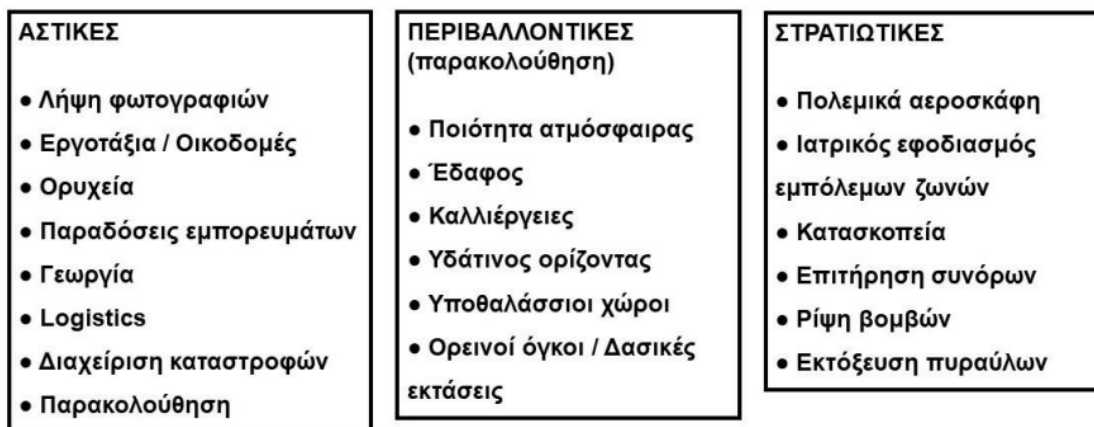 ΑΣΤΙΚΕΣ
● Λήψη φωτογραφιών
● Εργοτάξια / Οικοδομές
● Ορυχεία
● Παραδόσεις εμπορευμάτων
● Γεωργία
● Logistics
● Διαχείριση καταστροφών
● Παρακολούθηση
ΠΕΡΙΒΑΛΛΟΝΤΙΚΕΣ
(παρακολούθηση)
● Ποιότητα ατμόσφαιρας
● Έδαφος
● Καλλιέργειες
● Υδάτινος ορίζοντας
● Υποθαλάσσιοι χώροι
● Ορεινοί όγκοι / Δασικές
εκτάσεις
ΣΤΡΑΤΙΩΤΙΚΕΣ
● Πολεμικά αεροσκάφη
● Ιατρικός εφοδιασμός
εμπόλεμων ζωνών
● Κατασκοπεία
● Επιτήρηση συνόρων
● Ρίψη βομβών
● Εκτόξευση πυραύλων